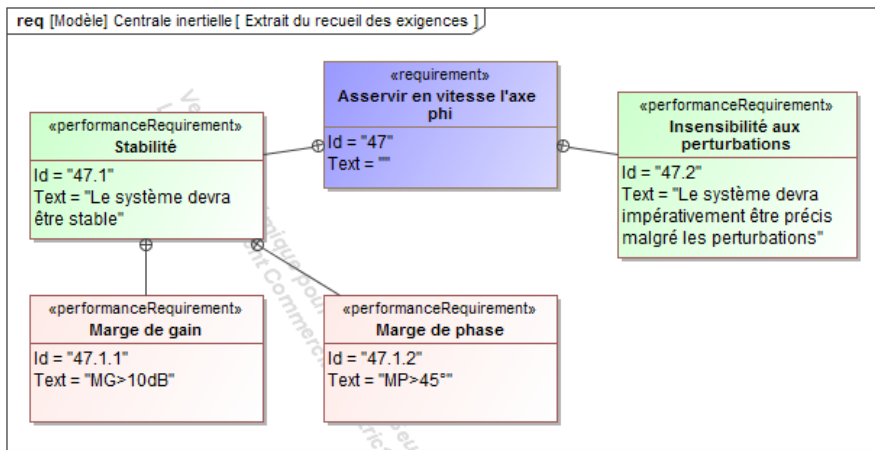 req [Modèle] Centrale inertielle [ Extrait du recueil des exigences ]
«requirement»
Asservir en vitesse l'axe
phi
Id = "47"
Text = ""
«performanceRequirement»
Stabilité
Id = "47.1"
Text = "Le système devra
être stable"
«performanceRequirement»
Insensibilité aux
perturbations
Id = "47.2"
Text = "Le système devra
impérativement être précis
malgré les perturbations"
«performanceRequirement»
Marge de gain
Id = "47.1.1"
Text = "MG>10dB"
«performanceRequirement»
Marge de phase
Id = "47.1.2"
Text = "MP>45°"